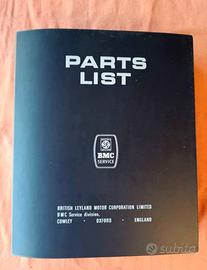 PARTS
LIST
BMC
SERVICE
BRITISH LEYLAND MOTOR CORPORATION LIMITED
BMC Service division,
COWLEY · OXFORD · ENGLAND
subito